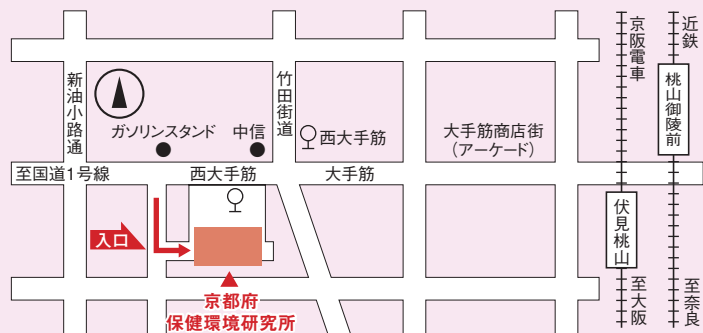 新油小路通
竹田街道
京阪電車
近鉄
桃山御陵前
ガソリンスタンド
中信
西大手筋
大手筋商店街
(アーケード)
至国道1号線
西大手筋
大手筋
伏見桃山
入口
京都府
保健環境研究所
至大阪
至奈良